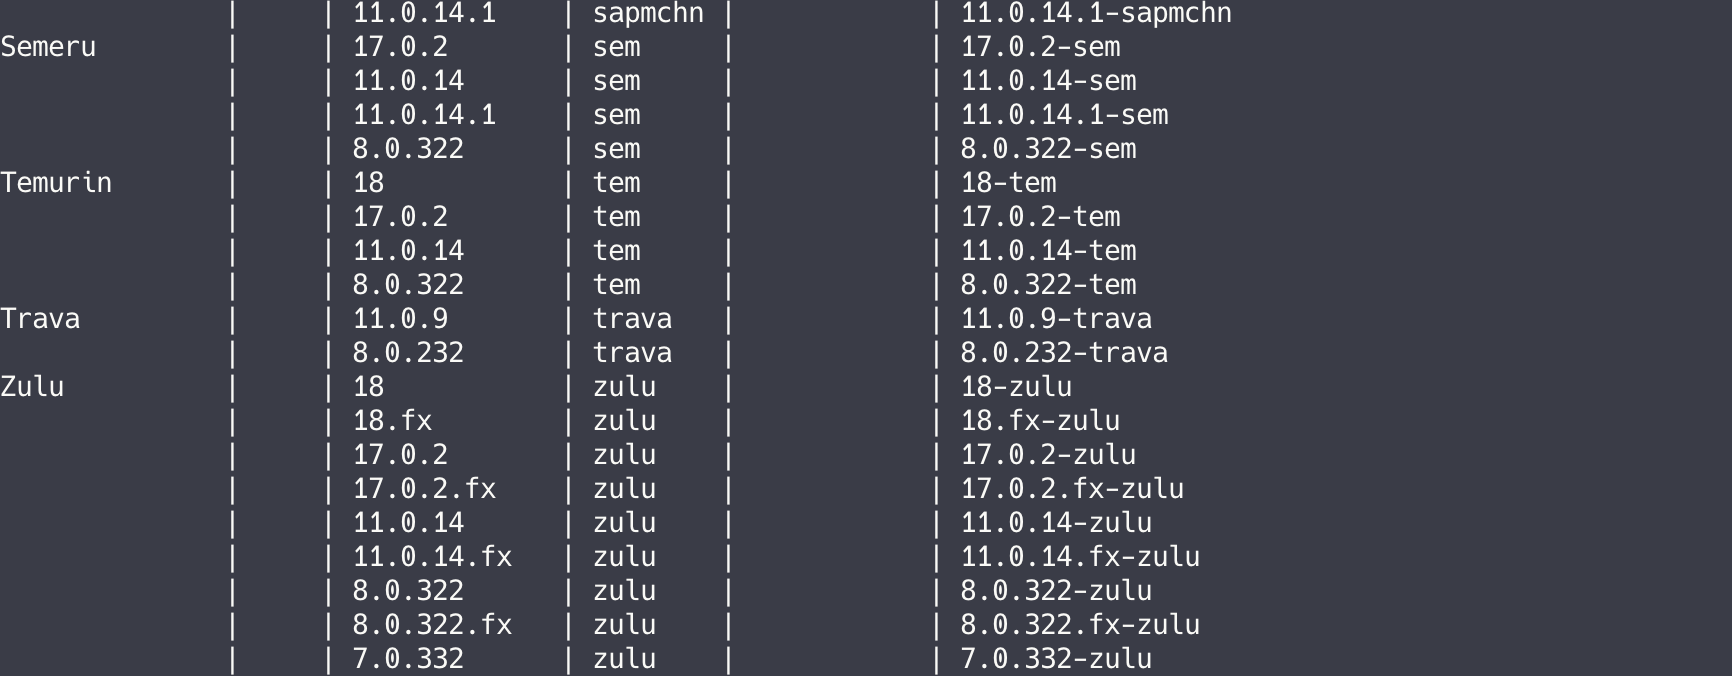 | | 11.0.14.1 | sapmchn | | 11.0.14.1-sapmchn
Semeru | | 17.0.2 | sem | | 17.0.2-sem
| | 11.0.14 | sem | | 11.0.14-sem
| | 11.0.14.1 | sem | | 11.0.14.1-sem
| | 8.0.322 | sem | | 8.0.322-sem
Temurin | | 18 | tem | | 18-tem
| | 17.0.2 | tem | | 17.0.2-tem
| | 11.0.14 | tem | | 11.0.14-tem
| | 8.0.322 | tem | | 8.0.322-tem
Trava | | 11.0.9 | trava | | 11.0.9-trava
| | 8.0.232 | trava | | 8.0.232-trava
Zulu | | 18 | zulu | | 18-zulu
| | 18.fx | zulu | | 18.fx-zulu
| | 17.0.2 | zulu | | 17.0.2-zulu
| | 17.0.2.fx | zulu | | 17.0.2.fx-zulu
| | 11.0.14 | zulu | | 11.0.14-zulu
| | 11.0.14.fx | zulu | | 11.0.14.fx-zulu
| | 8.0.322 | zulu | | 8.0.322-zulu
| | 8.0.322.fx | zulu | | 8.0.322.fx-zulu
| | 7.0.332 | zulu | | 7.0.332-zulu